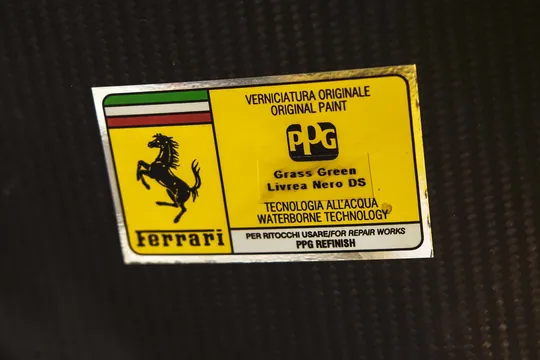 VERNICIATURA ORIGINALE
ORIGINAL PAINT
PPG
Grass Green
Livrea Nero DS
TECNOLOGIA ALL'ACQUA
WATERBORNE TECHNOLOGY
Ferrari
PER RITOCCHI USARE/FOR REPAIR WORKS
PPG REFINISH